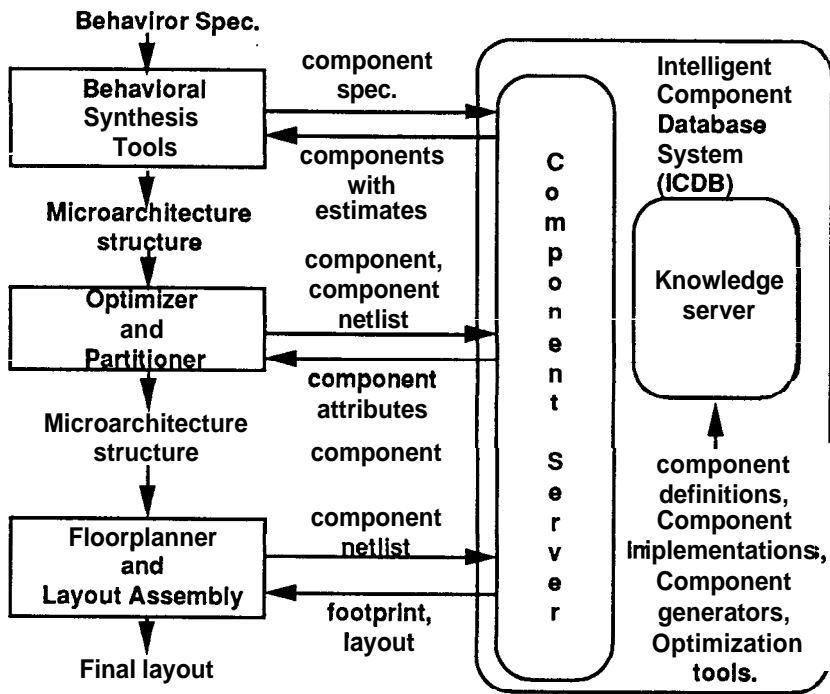 Behaviror Spec.
Behavioral
Synthesis
Tools
Microarchitecture
structure
Optimizer
and
Partitioner
Microarchitecture
structure
Floorplanner
and
Layout Assembly
Final layout
component
spec.
components
with
estimates
component,
component
netlist
component
attributes
component
component
netlist
footprint,
layout
Component Server
Intelligent
Component
Database
System
(ICDB)
Knowledge
server
component
definitions,
Component
Implementations,
Component
generators,
Optimization
tools.